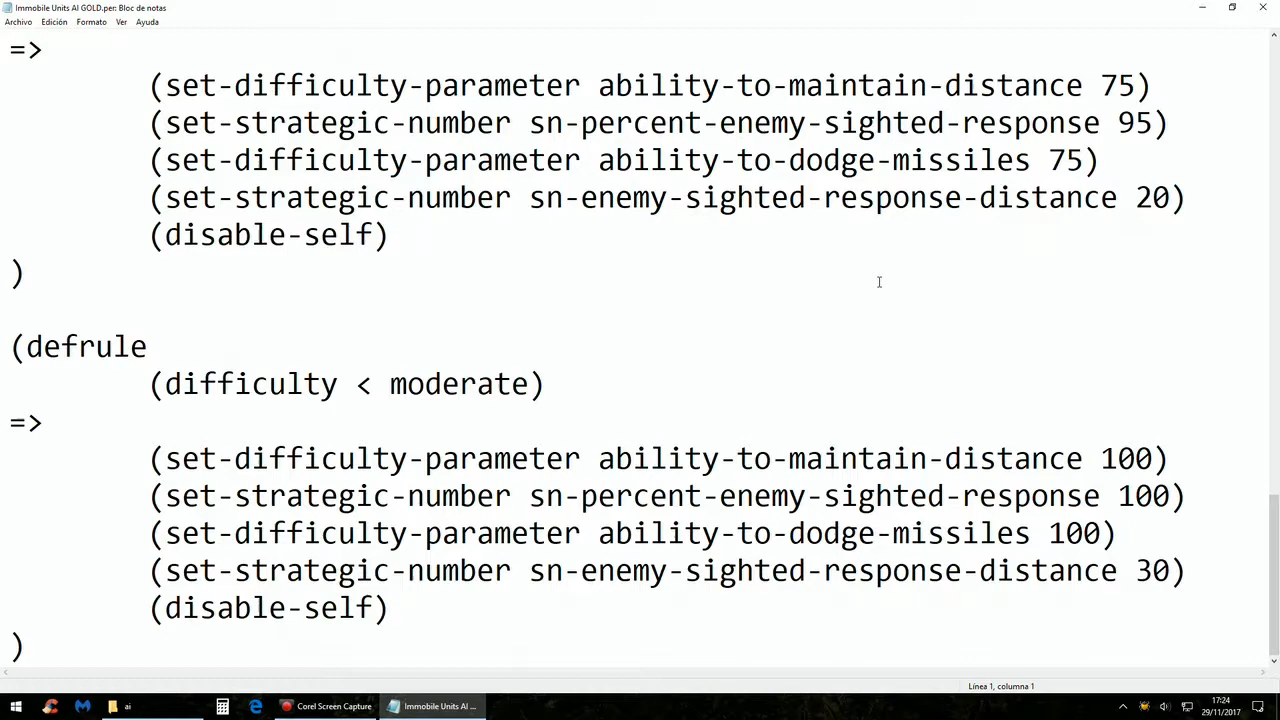 Immobile Units AI GOLD.per: Bloc de notas
Archivo Edición Formato Ver Ayuda
=>
(set-difficulty-parameter ability-to-maintain-distance 75)
(set-strategic-number sn-percent-enemy-sighted-response 95)
(set-difficulty-parameter ability-to-dodge-missiles 75)
(set-strategic-number sn-enemy-sighted-response-distance 20)
(disable-self)
)
(defrule
(difficulty < moderate)
=>
(set-difficulty-parameter ability-to-maintain-distance 100)
(set-strategic-number sn-percent-enemy-sighted-response 100)
(set-difficulty-parameter ability-to-dodge-missiles 100)
(set-strategic-number sn-enemy-sighted-response-distance 30)
(disable-self)
)
Línea 1, columna 1
ai
Corel Screen Capture
Immobile Units AI ...
17:24
29/11/2017